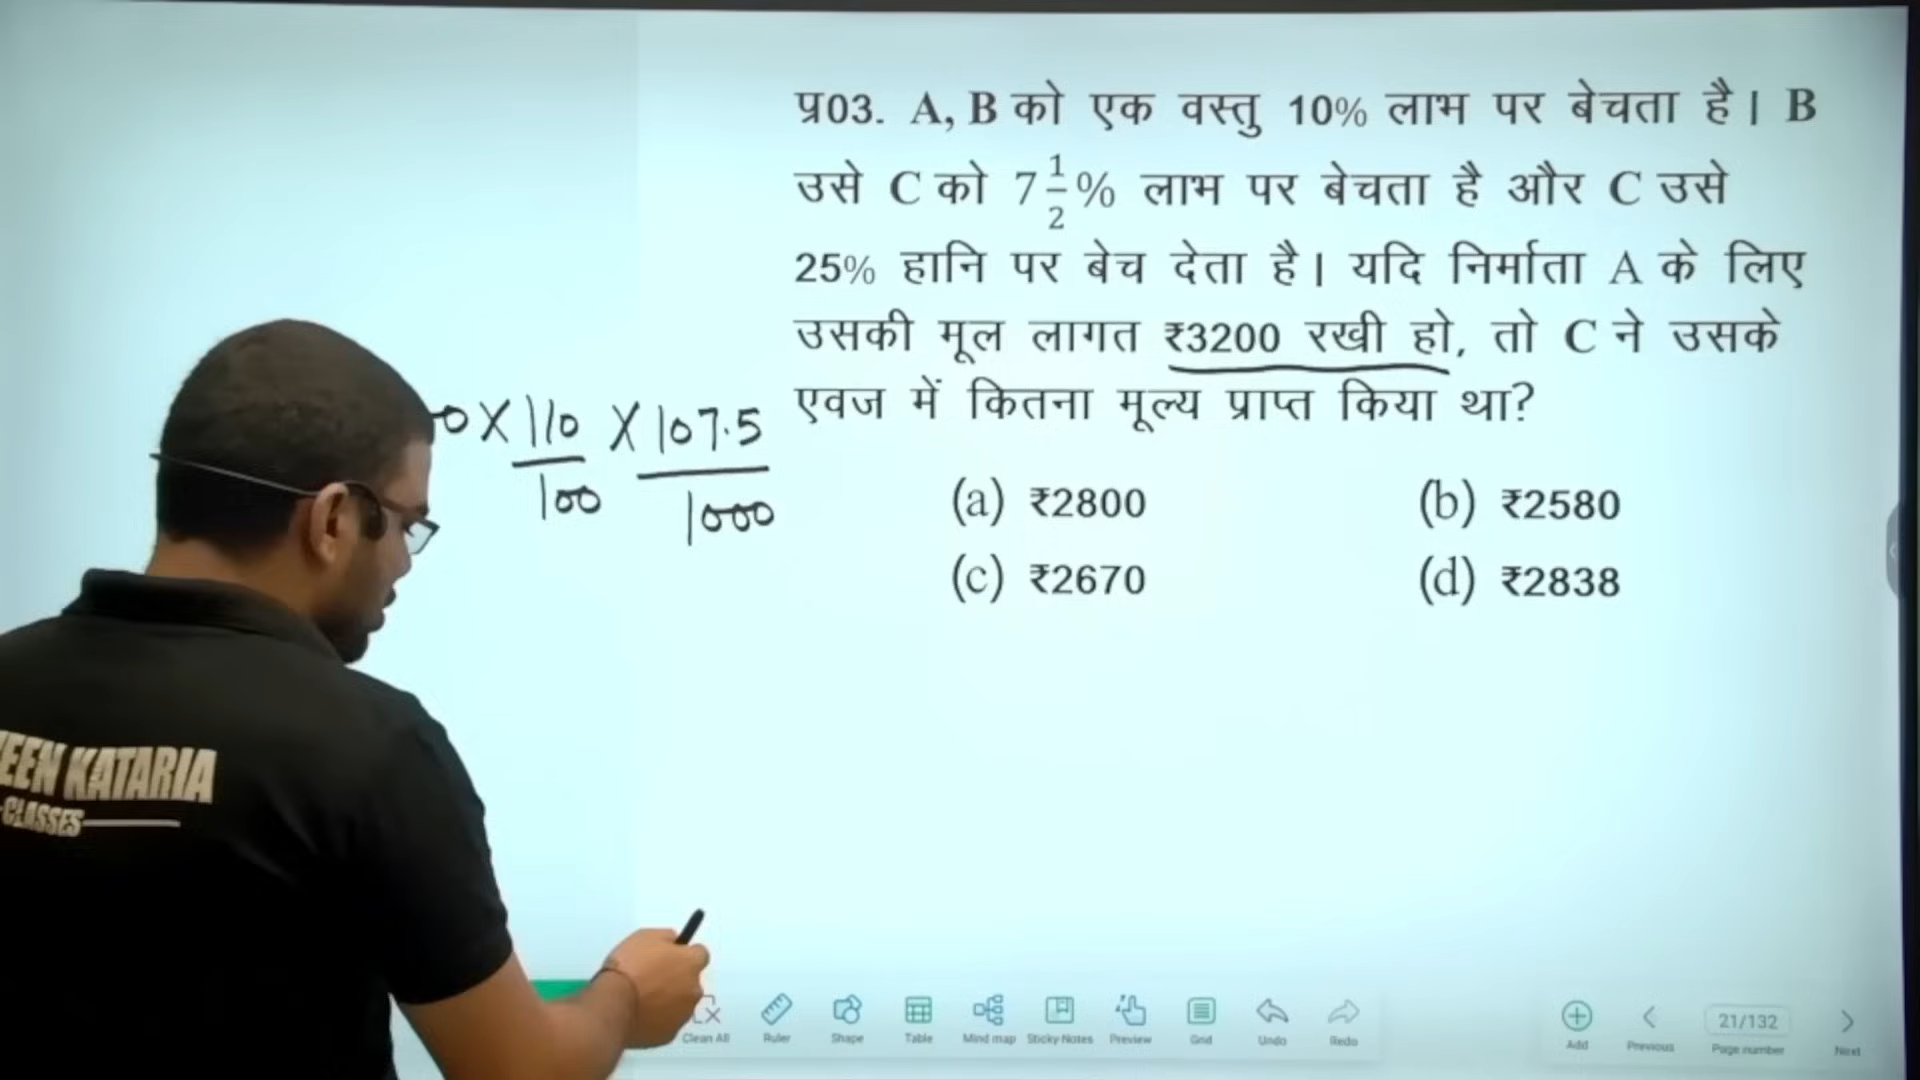 प्र03. A, B को एक वस्तु 10% लाभ पर बेचता है। B
उसे C को 7 1/2% लाभ पर बेचता है और C उसे
25% हानि पर बेच देता है। यदि निर्माता A के लिए
उसकी मूल लागत ₹3200 रखी हो, तो C ने उसके
एवज में कितना मूल्य प्राप्त किया था?
(a) ₹2800 (b) ₹2580
(c) ₹2670 (d) ₹2838
0 X 110/100 X 107.5/1000
KATARIA
CLASSES
Clean All Ruler Shape Table Mind map Sticky-Notes Preview Grid Undo Redo Add Previous 21/132 Page number Next